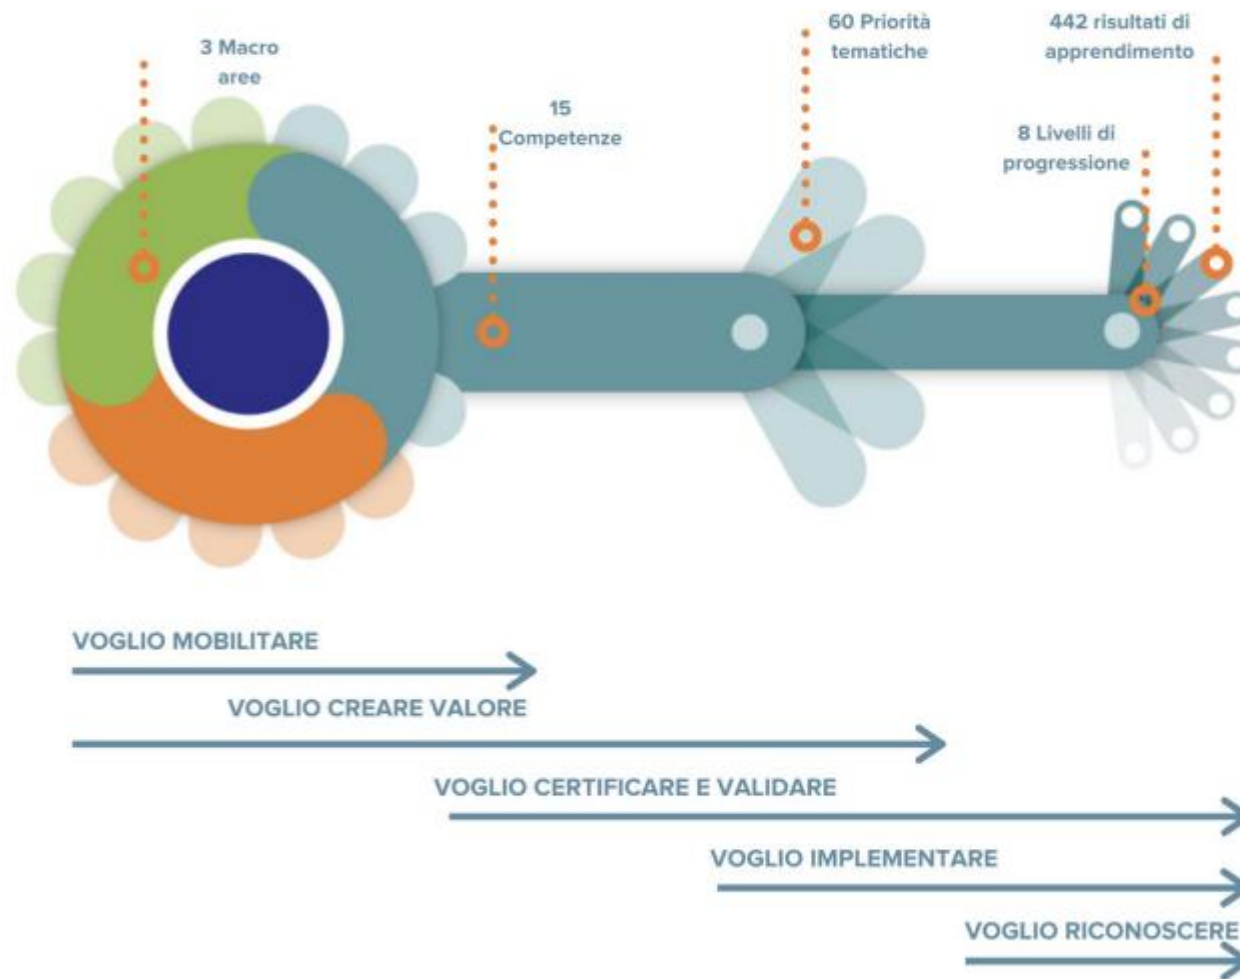 3 Macro
aree
15
Competenze
60 Priorità
tematiche
442 risultati di
apprendimento
8 Livelli di
progressione
VOGLIO MOBILITARE
VOGLIO CREARE VALORE
VOGLIO CERTIFICARE E VALIDARE
VOGLIO IMPLEMENTARE
VOGLIO RICONOSCERE